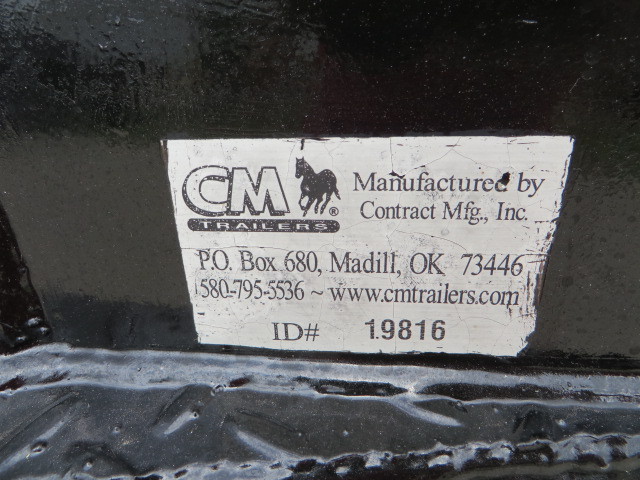 CM ®
TRAILERS
Manufactured by
Contract Mfg., Inc.
P.O. Box 680, Madill, OK 73446
580-795-5536 ~ www.cmtrailers.com
ID# 19816